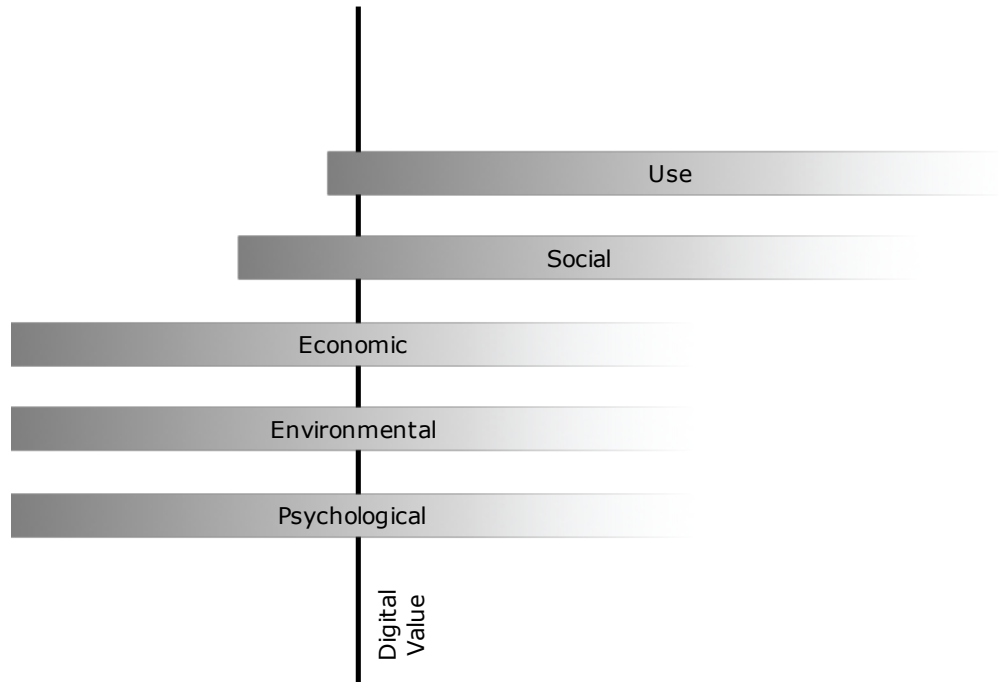 Use
Social
Economic
Environmental
Psychological
Digital
Value